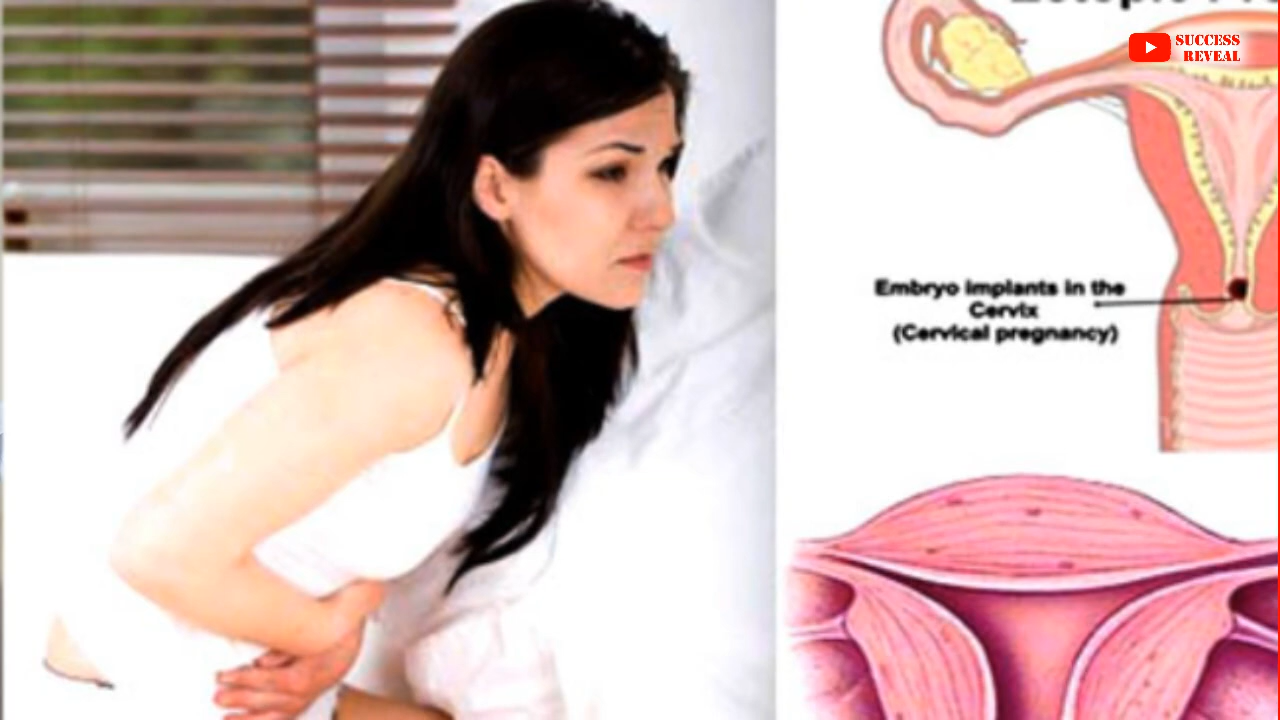 SUCCESS
REVEAL
Embryo implants in the
Cervix
(Cervical pregnancy)